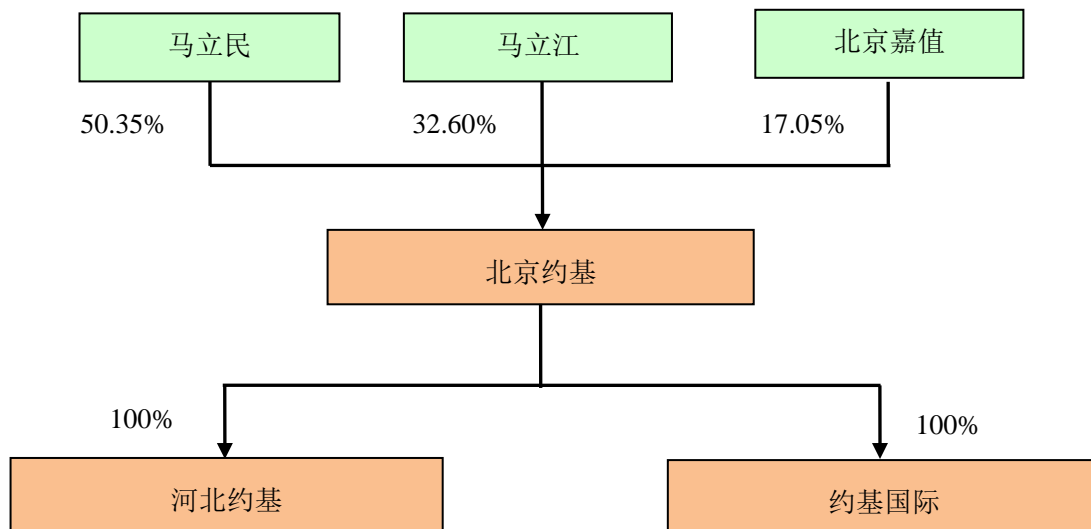 马立民
马立江
北京嘉值
50.35%
32.60%
17.05%
北京约基
100%
100%
河北约基
约基国际